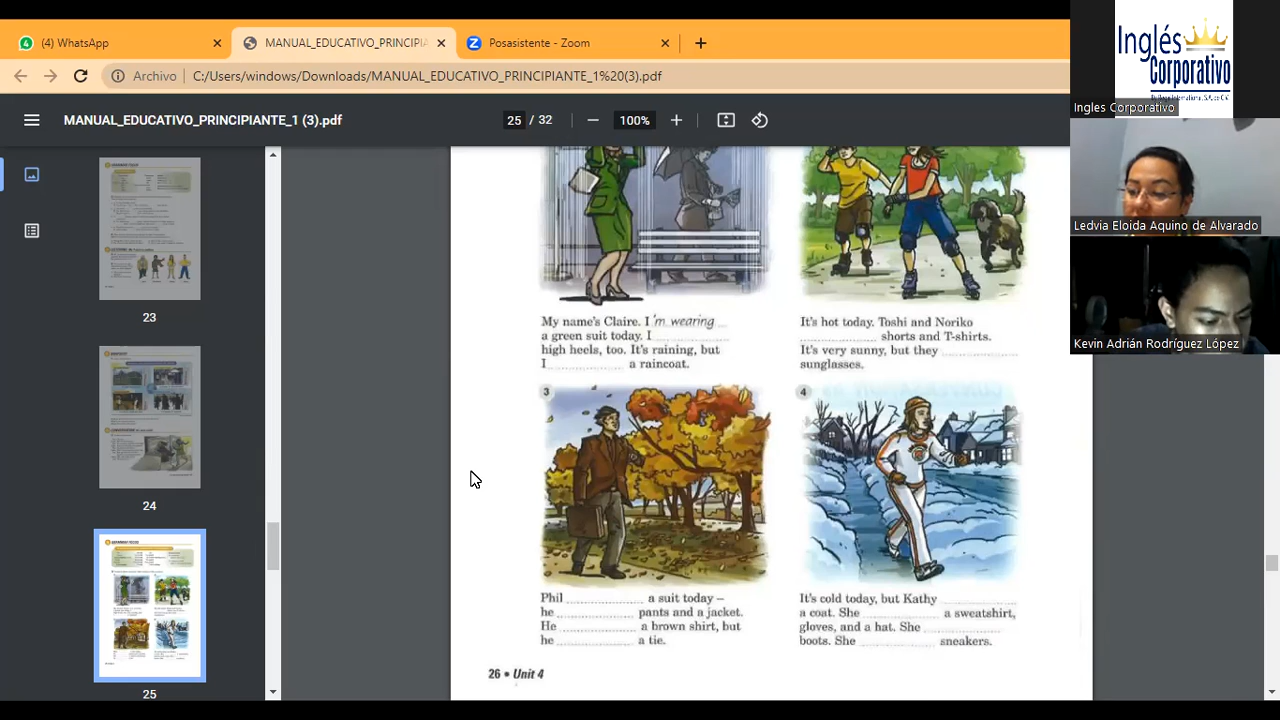 (4) WhatsApp
MANUAL_EDUCATIVO_PRINCIPIA
Posasistente - Zoom
Archivo
C:/Users/windows/Downloads/MANUAL_EDUCATIVO_PRINCIPIANTE_1%20(3).pdf
MANUAL_EDUCATIVO_PRINCIPIANTE_1 (3).pdf
25 / 32
100%
23
24
25
My name's Claire. I 'm wearing
a green suit today. I
high heels, too. It's raining, but
I a raincoat.
It's hot today. Toshi and Noriko
shorts and T-shirts.
It's very sunny, but they
sunglasses.
3
Phil a suit today –
he pants and a jacket.
He a brown shirt, but
he a tie.
4
It's cold today, but Kathy
a coat. She a sweatshirt,
gloves, and a hat. She
boots. She sneakers.
26 • Unit 4
Inglés
Corporativo
Ingles Corporativo
Ledvia Eloida Aquino de Alvarado
Kevin Adrián Rodríguez López